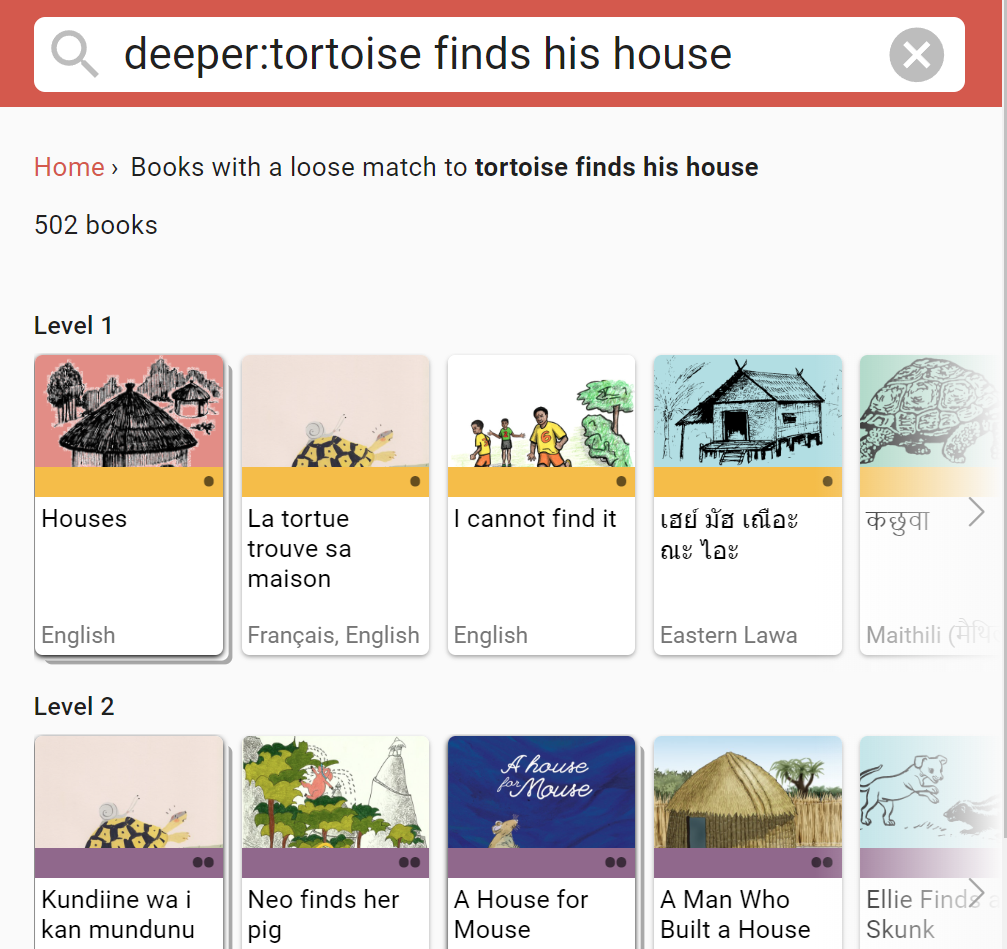 deeper:tortoise finds his house
Home › Books with a loose match to tortoise finds his house
502 books
Level 1
Houses
English
La tortue
trouve sa
maison
Français, English
I cannot find it
English
เฮย์ มัฮ เณือะ
ณะ ไอะ
Eastern Lawa
कछुवा
Maithili
Level 2
A house
for Mouse
Kundiine wa i
kan mundunu
Neo finds her
pig
A House for
Mouse
A Man Who
Built a House
Ellie Finds a
Skunk